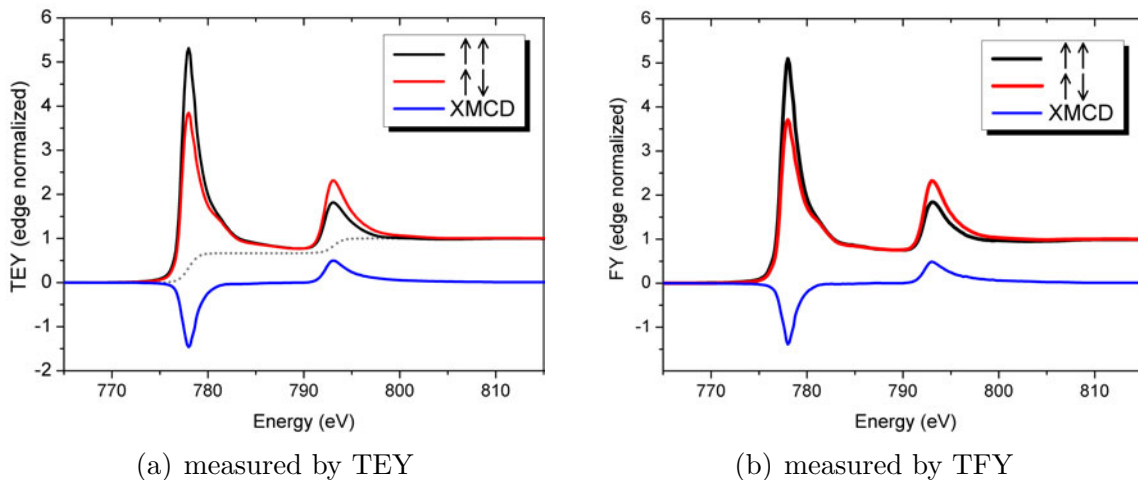 TEY (edge normalized)
6
5
4
3
2
1
0
-1
-2
↑↑
↑↓
XMCD
770 780 790 800 810
Energy (eV)
(a) measured by TEY
FY (edge normalized)
6
5
4
3
2
1
0
-1
↑↑
↑↓
XMCD
770 780 790 800 810
Energy (eV)
(b) measured by TFY